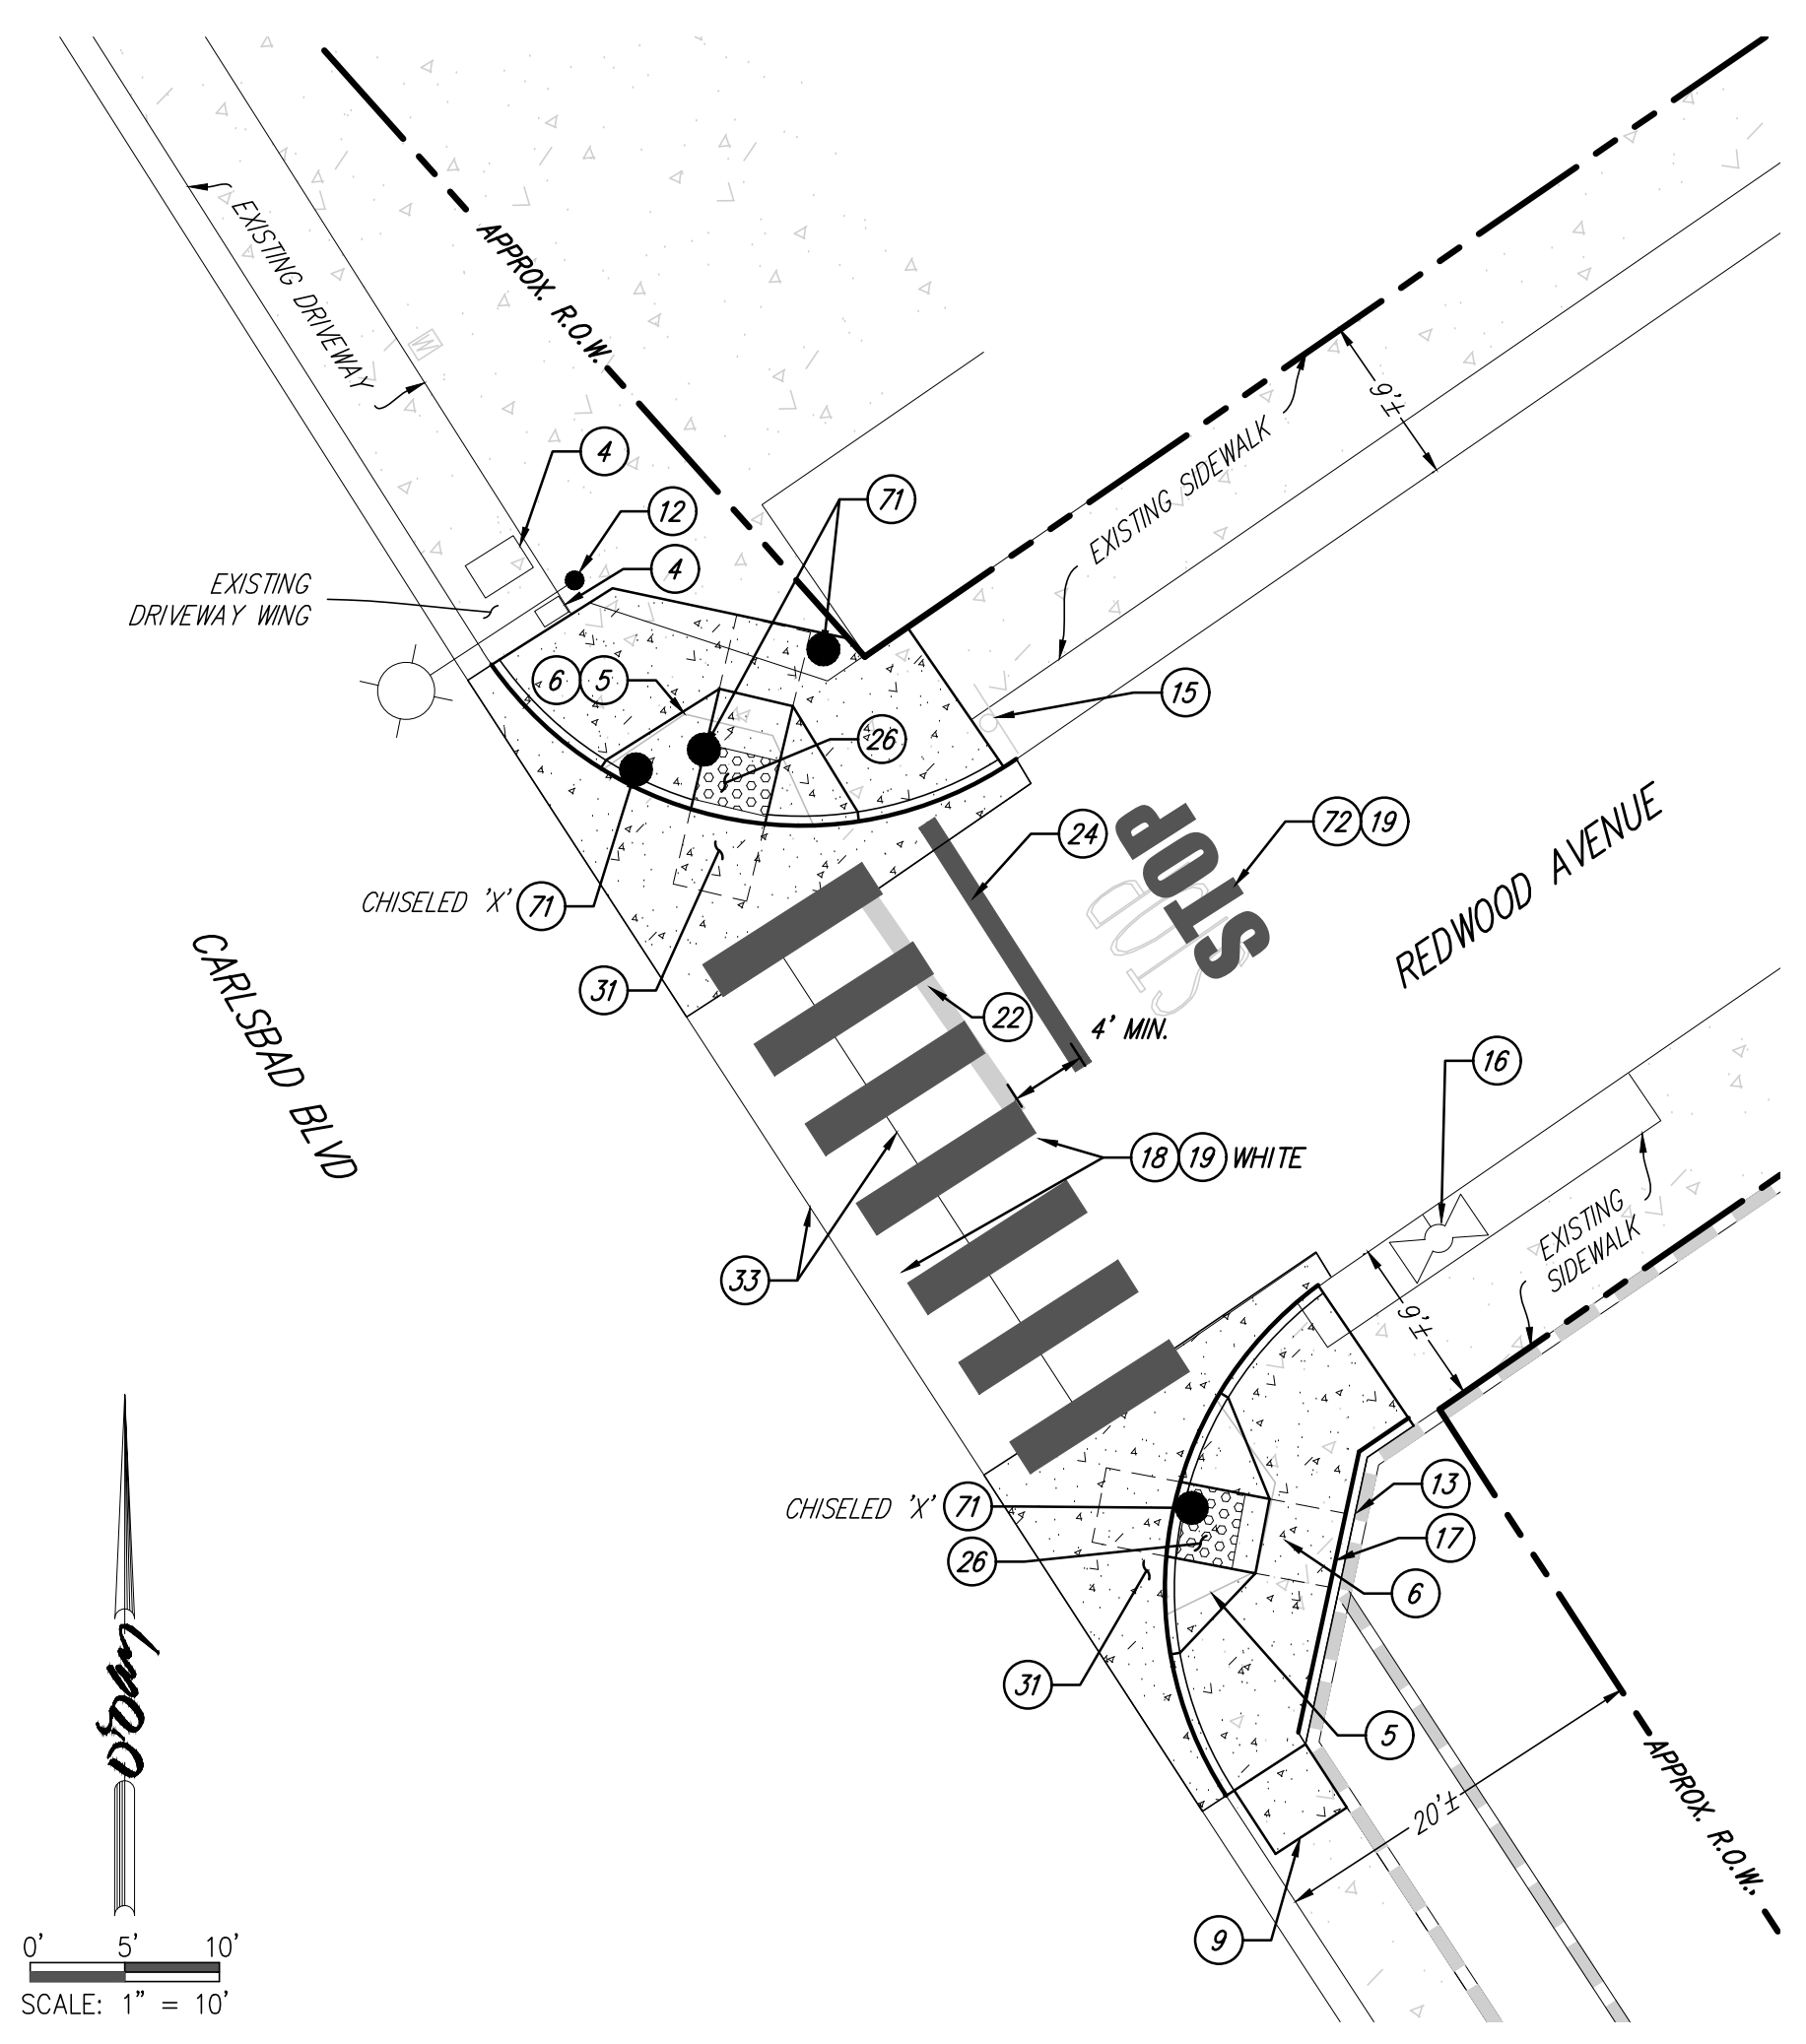 EXISTING DRIVEWAY
APPROX. R.O.W.
W
4
12
71
4
EXISTING
DRIVEWAY WING
9'±
EXISTING SIDEWALK
6
5
26
15
24
STOP
STOP
72
19
REDWOOD AVENUE
CHISELED 'X'
71
31
22
4' MIN.
CARLSBAD BLVD
16
18
19
WHITE
33
EXISTING
SIDEWALK
9'±
CHISELED 'X'
71
26
13
17
6
31
5
20'±
APPROX. R.O.W.
9
0' 5' 10'
SCALE: 1" = 10'